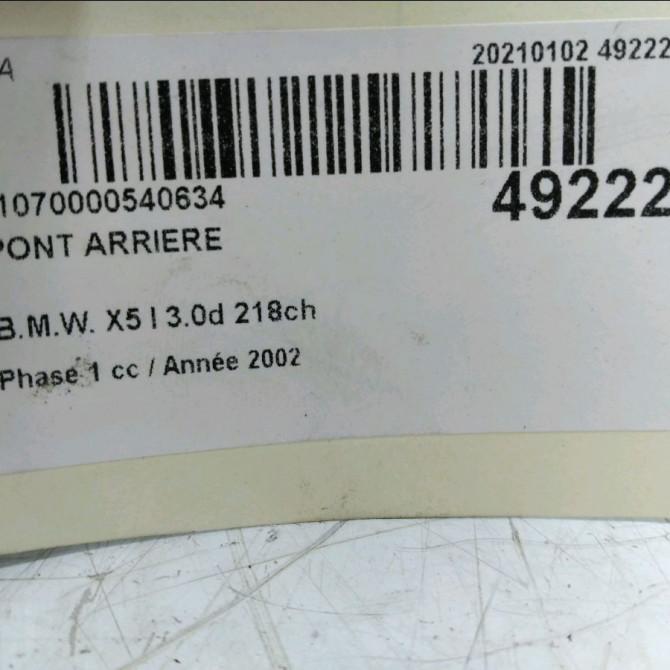 A
20210102 49222
1070000540634
49222
PONT ARRIERE
B.M.W. X5 I 3.0d 218ch
Phase 1 cc / Année 2002